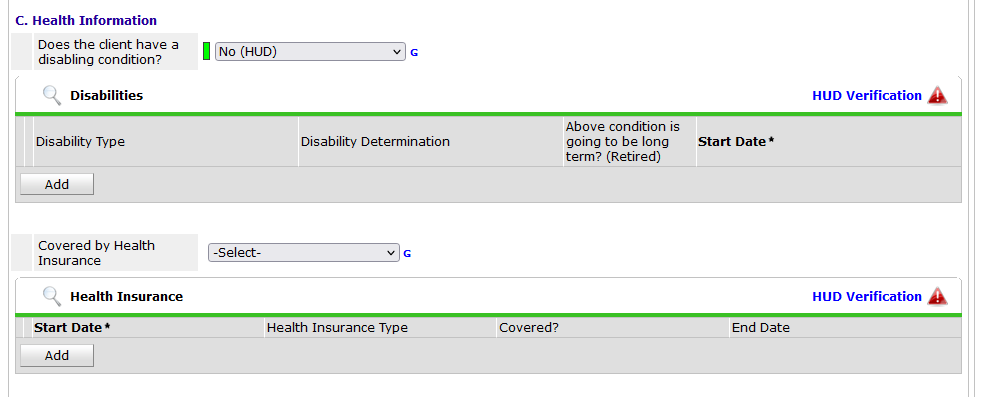 C. Health Information
Does the client have a
disabling condition?
No (HUD)
G
Disabilities
HUD Verification
Disability Type
Disability Determination
Above condition is
going to be long
term? (Retired)
Start Date*
Add
Covered by Health
Insurance
-Select-
G
Health Insurance
HUD Verification
Start Date*
Health Insurance Type
Covered?
End Date
Add